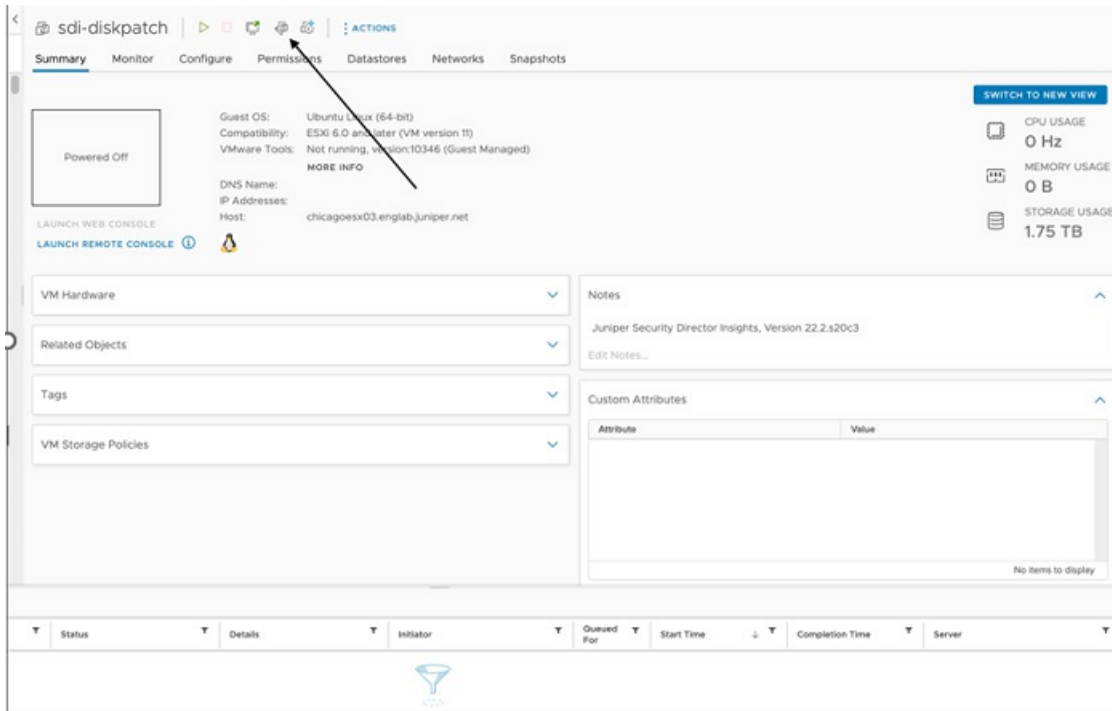 sdi-diskpatch
ACTIONS
Summary Monitor Configure Permissions Datastores Networks Snapshots
SWITCH TO NEW VIEW
Powered Off
Guest OS: Ubuntu Linux (64-bit)
Compatibility: ESXi 6.0 and later (VM version 11)
VMware Tools: Not running, version:10346 (Guest Managed)
MORE INFO
DNS Name:
IP Addresses:
Host: chicagoesx03.englab.juniper.net
CPU USAGE
0 Hz
MEMORY USAGE
0 B
STORAGE USAGE
1.75 TB
LAUNCH WEB CONSOLE
LAUNCH REMOTE CONSOLE
VM Hardware
Related Objects
Tags
VM Storage Policies
Notes
Juniper Security Director Insights, Version 22.2.s20c3
Edit Notes...
Custom Attributes
Attribute Value
No items to display
Status Details Initiator Queued For Start Time Completion Time Server